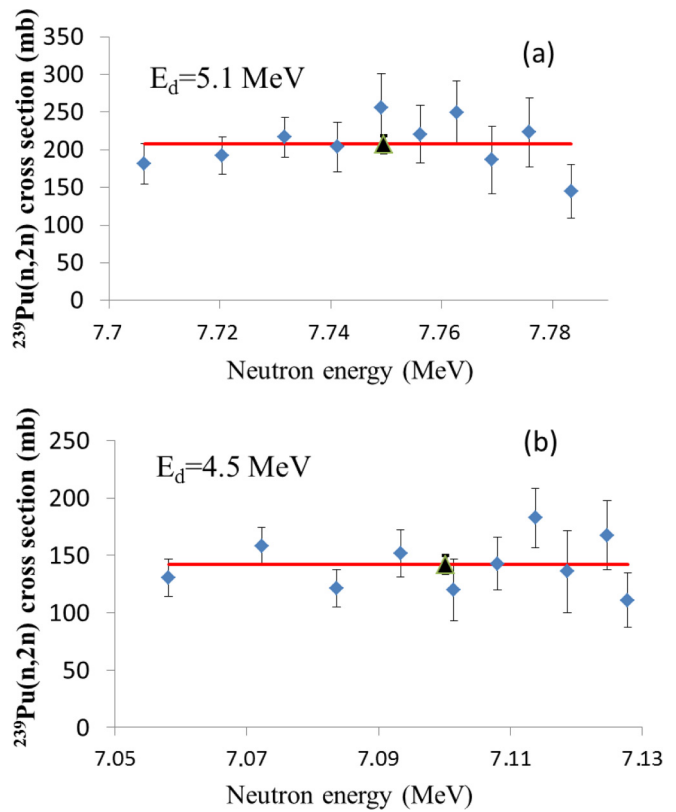 350
300
250
200
150
100
50
0
²³⁹Pu(n,2n) cross section (mb)
(a)
E_d=5.1 MeV
7.7 7.72 7.74 7.76 7.78
Neutron energy (MeV)
250
200
150
100
50
0
²³⁹Pu(n,2n) cross section (mb)
(b)
E_d=4.5 MeV
7.05 7.07 7.09 7.11 7.13
Neutron energy (MeV)